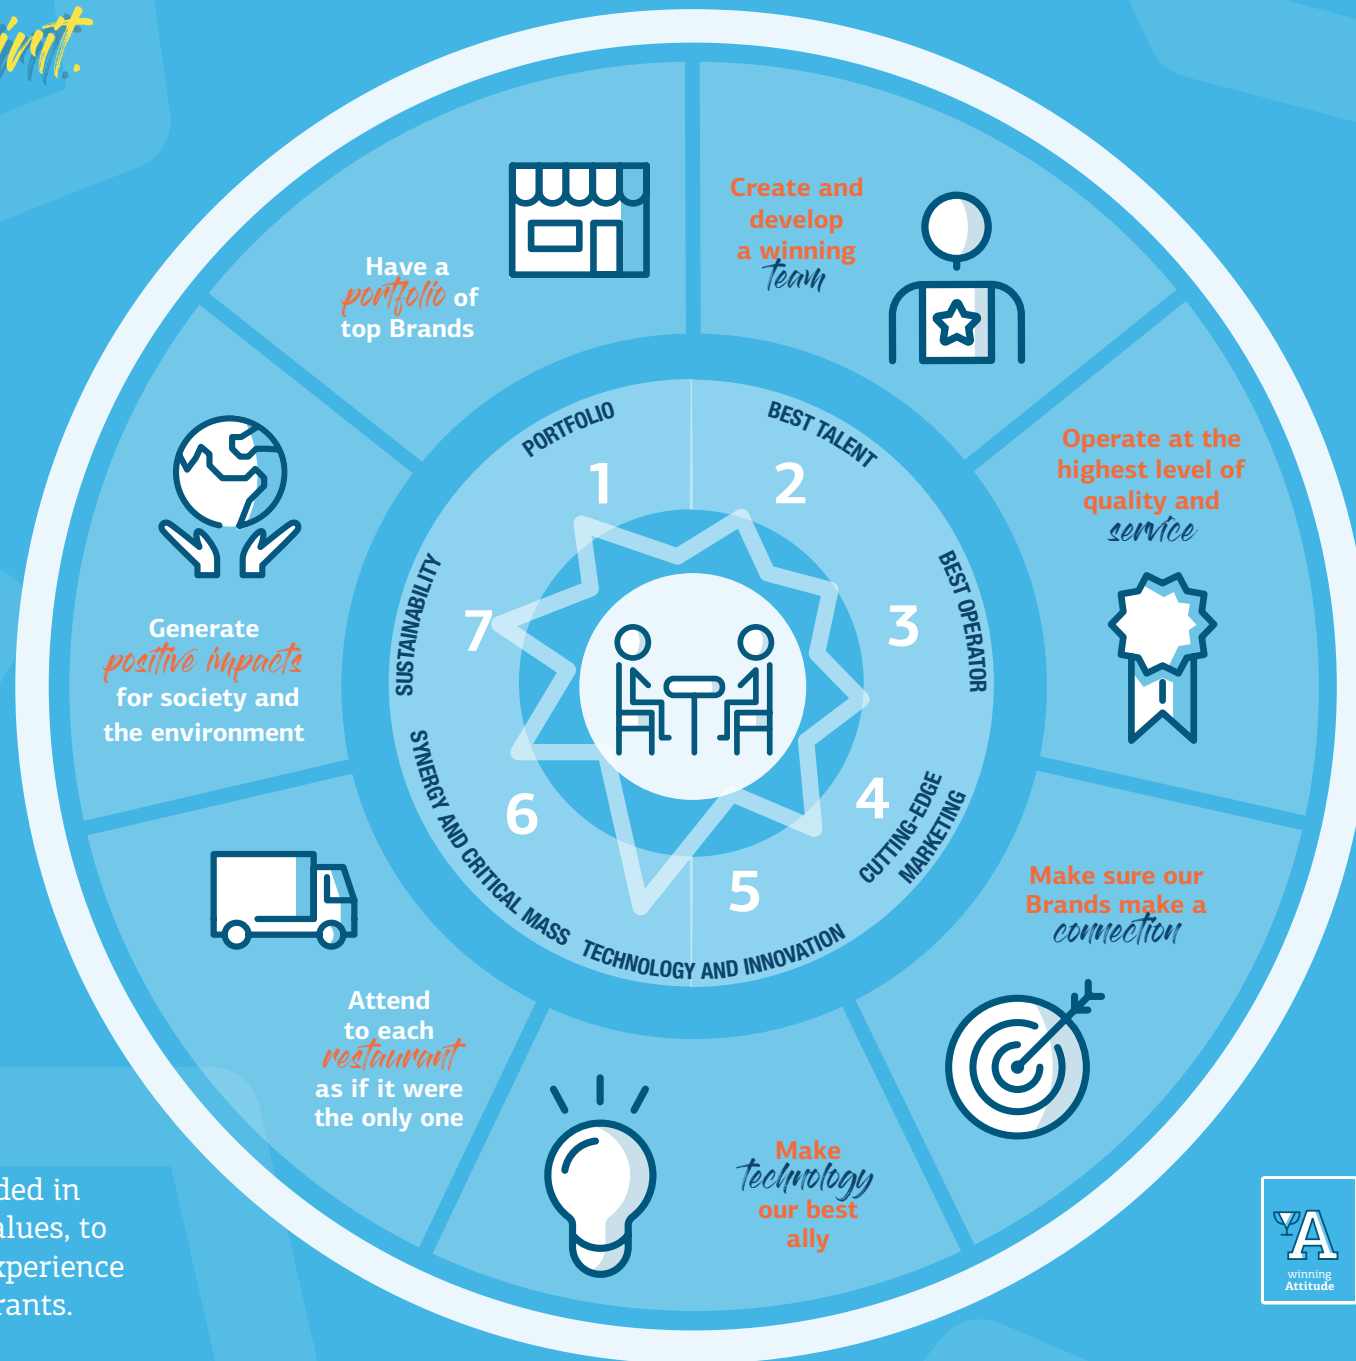 Have a
portfolio of
top Brands
Create and
develop
a winning
team
Operate at the
highest level of
quality and
service
Make sure our
Brands make a
connection
Make
technology
our best
ally
Attend
to each
restaurant
as if it were
the only one
Generate
positive impacts
for society and
the environment
PORTFOLIO
1
BEST TALENT
2
BEST OPERATOR
3
CUTTING-EDGE
MARKETING
4
TECHNOLOGY AND INNOVATION
5
SYNERGY AND CRITICAL MASS
6
SUSTAINABILITY
7
ded in
alues, to
xperience
rants.
A
winning
Attitude